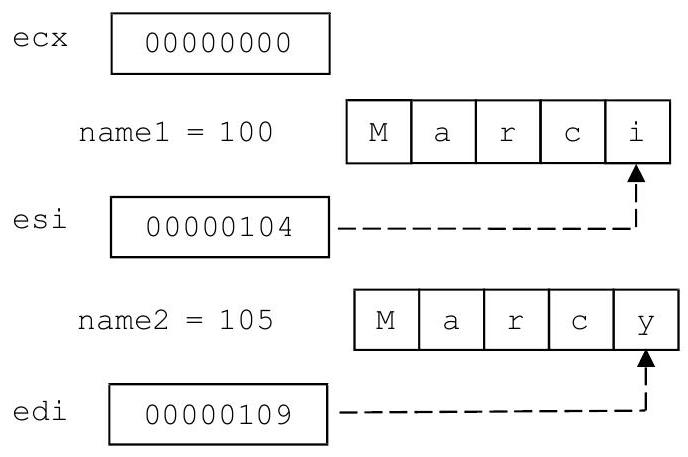 ecx 00000000
name1 = 100 M a r c i
esi 00000104
name2 = 105 M a r c y
edi 00000109